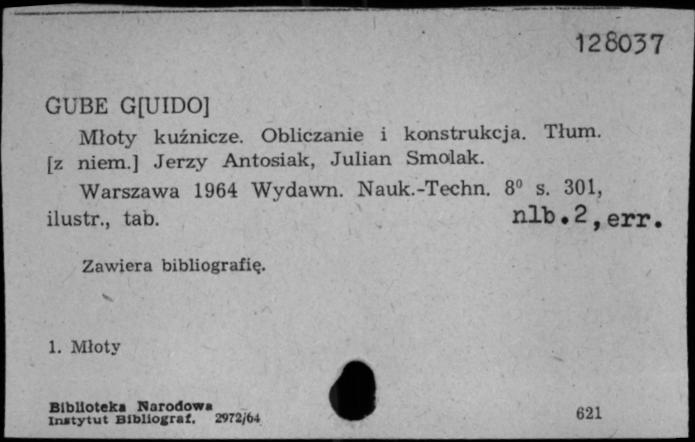 128037
GUBE G[UIDO]
Młoty kuźnicze. Obliczanie i konstrukcja. Tłum.
[z niem.] Jerzy Antosiak, Julian Smolak.
Warszawa 1964 Wydawn. Nauk.-Techn. 8⁰ s. 301,
ilustr., tab. nlb.2,err.
Zawiera bibliografię.
1. Młoty
Biblioteka Narodowa
Instytut Bibliograf. 2972/64
621